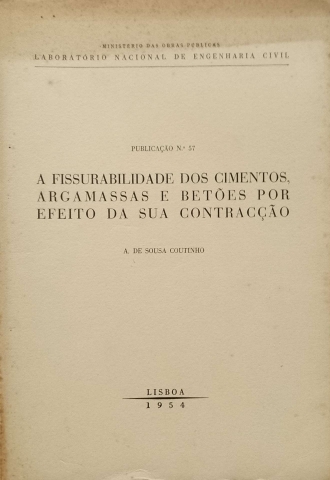 MINISTÉRIO DAS OBRAS PÚBLICAS
LABORATÓRIO NACIONAL DE ENGENHARIA CIVIL
PUBLICAÇÃO N.º 57
A FISSURABILIDADE DOS CIMENTOS,
ARGAMASSAS E BETÕES POR
EFEITO DA SUA CONTRACÇÃO
A. DE SOUSA COUTINHO
LISBOA
1954